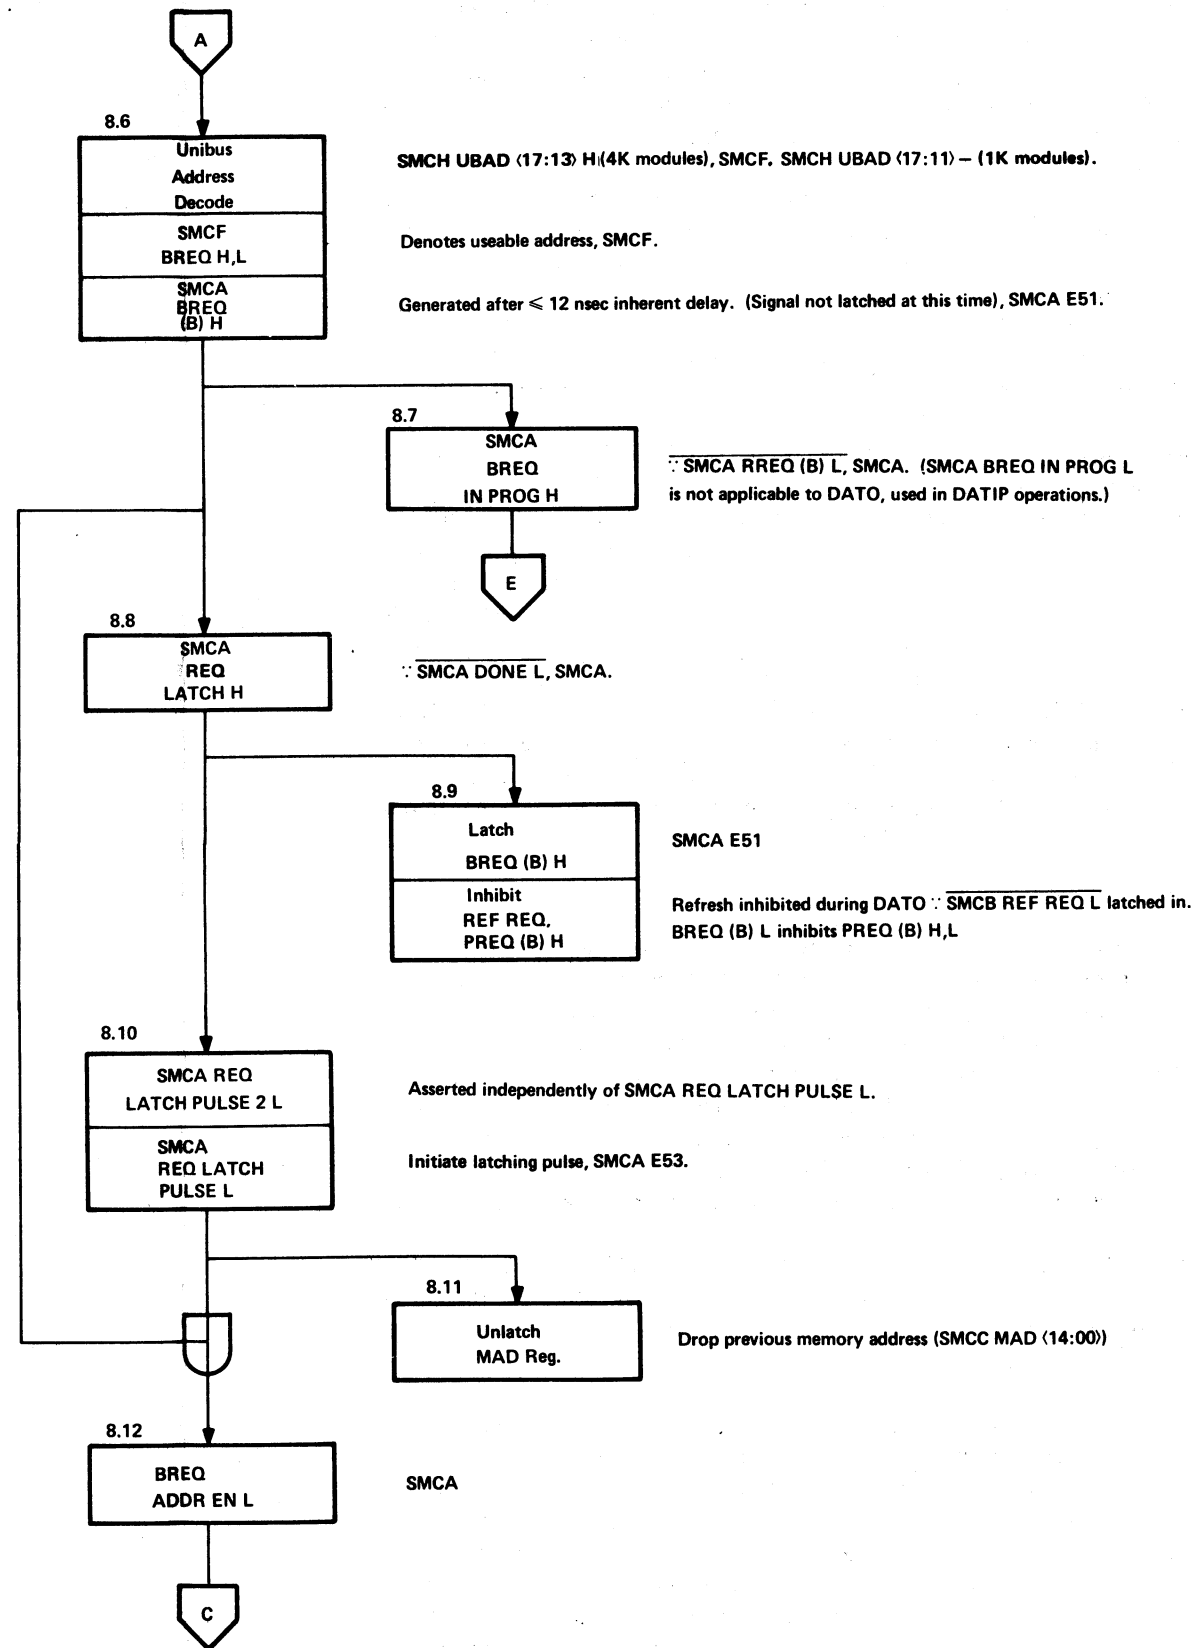 A
8.6
Unibus
Address
Decode
SMCH UBAD ⟨17:13⟩ H (4K modules), SMCF. SMCH UBAD ⟨17:11⟩ – (1K modules).
SMCF
BREQ H,L
Denotes useable address, SMCF.
SMCA
BREQ
(B) H
Generated after ⩽ 12 nsec inherent delay. (Signal not latched at this time), SMCA E51.
8.7
SMCA
BREQ
IN PROG H
∵ SMCA RREQ (B) L, SMCA. (SMCA BREQ IN PROG L
is not applicable to DATO, used in DATIP operations.)
E
8.8
SMCA
REQ
LATCH H
∵ SMCA DONE L, SMCA.
8.9
Latch
BREQ (B) H
SMCA E51
Inhibit
REF REQ,
PREQ (B) H
Refresh inhibited during DATO ∵ SMCB REF REQ L latched in.
BREQ (B) L inhibits PREQ (B) H,L
8.10
SMCA REQ
LATCH PULSE 2 L
Asserted independently of SMCA REQ LATCH PULSE L.
SMCA
REQ LATCH
PULSE L
Initiate latching pulse, SMCA E53.
8.11
Unlatch
MAD Reg.
Drop previous memory address (SMCC MAD ⟨14:00⟩)
8.12
BREQ
ADDR EN L
SMCA
C